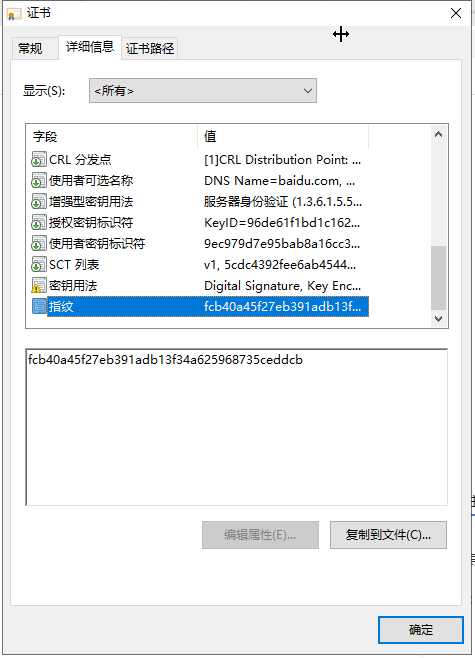 证书
常规 详细信息 证书路径
显示(S): <所有>
字段 值
CRL 分发点 [1]CRL Distribution Point: ...
使用者可选名称 DNS Name=baidu.com, ...
增强型密钥用法 服务器身份验证 (1.3.6.1.5.5...
授权密钥标识符 KeyID=96de61f1bd1c162...
使用者密钥标识符 9ec979d7e95bab8a16cc3...
SCT 列表 v1, 5cdc4392fee6ab4544...
密钥用法 Digital Signature, Key Enc...
指纹 fcb40a45f27eb391adb13f...
fcb40a45f27eb391adb13f34a625968735ceddcb
编辑属性(E)... 复制到文件(C)...
确定